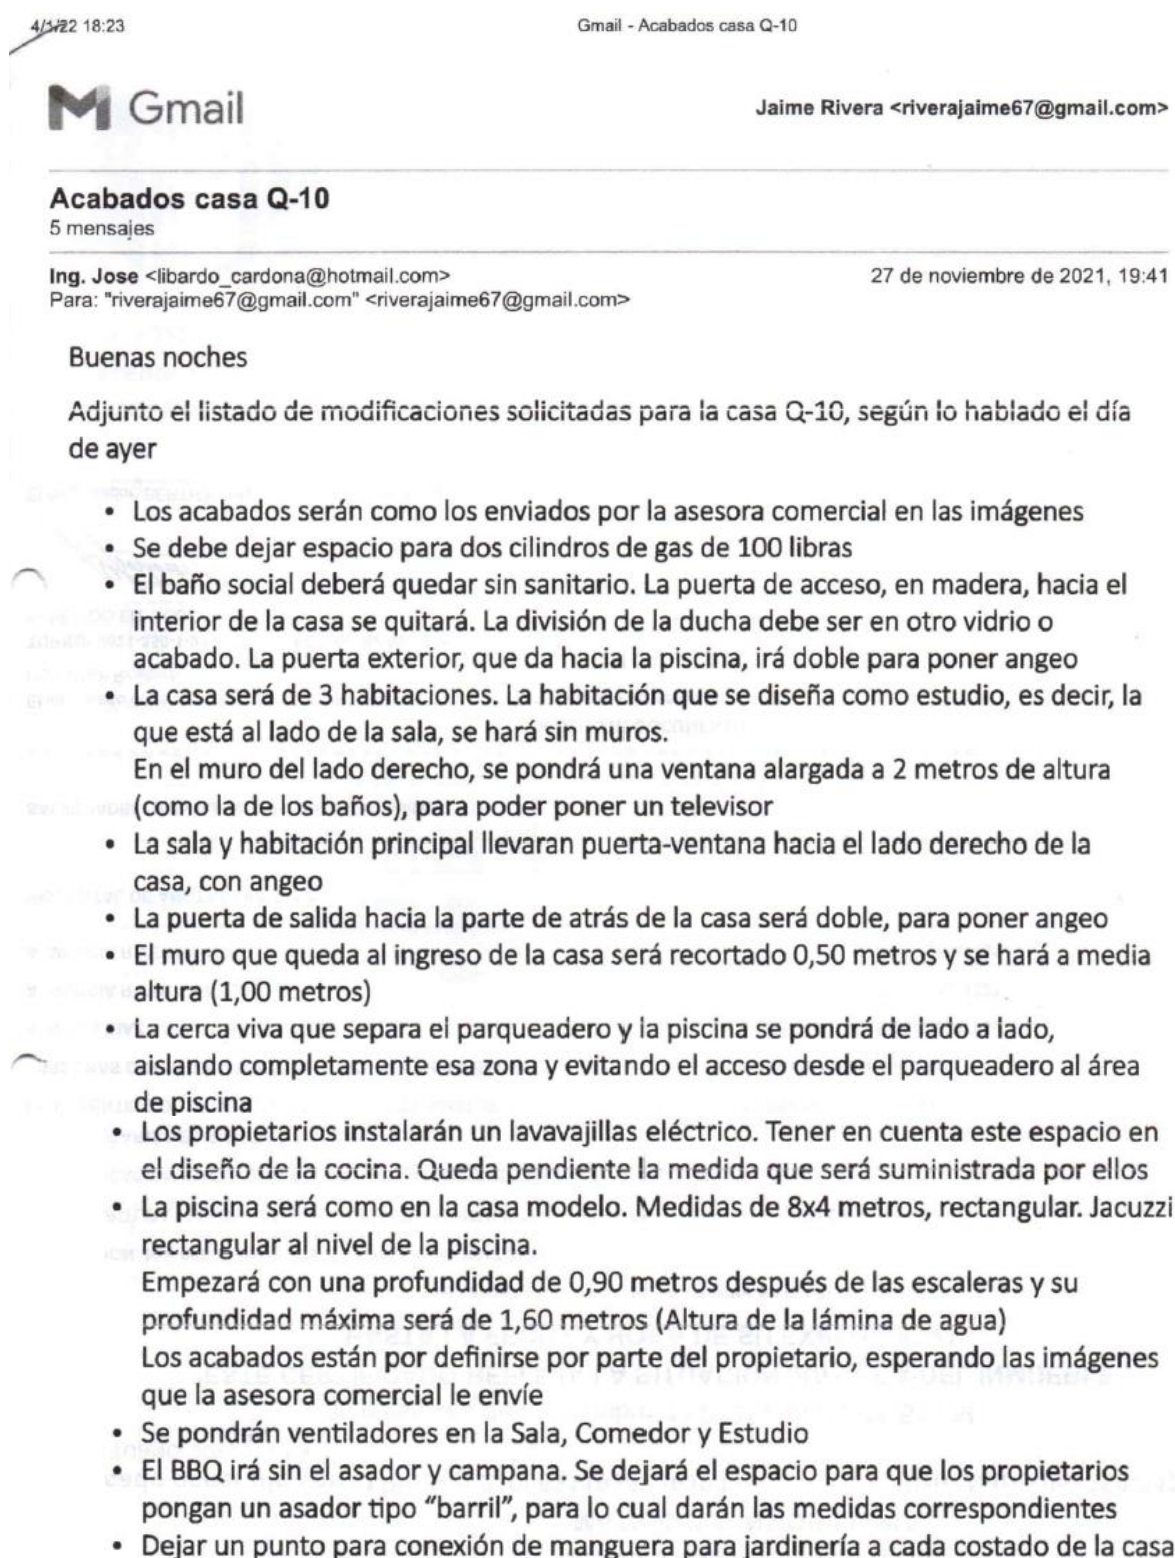 4/1/22 18:23
Gmail - Acabados casa Q-10
Gmail
Jaime Rivera <riverajaime67@gmail.com>
Acabados casa Q-10
5 mensajes
Ing. Jose <libardo_cardona@hotmail.com>
27 de noviembre de 2021, 19:41
Para: "riverajaime67@gmail.com" <riverajaime67@gmail.com>
Buenas noches
Adjunto el listado de modificaciones solicitadas para la casa Q-10, según lo hablado el día
de ayer
• Los acabados serán como los enviados por la asesora comercial en las imágenes
• Se debe dejar espacio para dos cilindros de gas de 100 libras
• El baño social deberá quedar sin sanitario. La puerta de acceso, en madera, hacia el
interior de la casa se quitará. La división de la ducha debe ser en otro vidrio o
acabado. La puerta exterior, que da hacia la piscina, irá doble para poner angeo
• La casa será de 3 habitaciones. La habitación que se diseña como estudio, es decir, la
que está al lado de la sala, se hará sin muros.
En el muro del lado derecho, se pondrá una ventana alargada a 2 metros de altura
(como la de los baños), para poder poner un televisor
• La sala y habitación principal llevaran puerta-ventana hacia el lado derecho de la
casa, con angeo
• La puerta de salida hacia la parte de atrás de la casa será doble, para poner angeo
• El muro que queda al ingreso de la casa será recortado 0,50 metros y se hará a media
altura (1,00 metros)
• La cerca viva que separa el parqueadero y la piscina se pondrá de lado a lado,
aislando completamente esa zona y evitando el acceso desde el parqueadero al área
de piscina
• Los propietarios instalarán un lavavajillas eléctrico. Tener en cuenta este espacio en
el diseño de la cocina. Queda pendiente la medida que será suministrada por ellos
• La piscina será como en la casa modelo. Medidas de 8x4 metros, rectangular. Jacuzzi
rectangular al nivel de la piscina.
Empezará con una profundidad de 0,90 metros después de las escaleras y su
profundidad máxima será de 1,60 metros (Altura de la lámina de agua)
Los acabados están por definirse por parte del propietario, esperando las imágenes
que la asesora comercial le envíe
• Se pondrán ventiladores en la Sala, Comedor y Estudio
• El BBQ irá sin el asador y campana. Se dejará el espacio para que los propietarios
pongan un asador tipo "barril", para lo cual darán las medidas correspondientes
• Dejar un punto para conexión de manguera para jardinería a cada costado de la casa